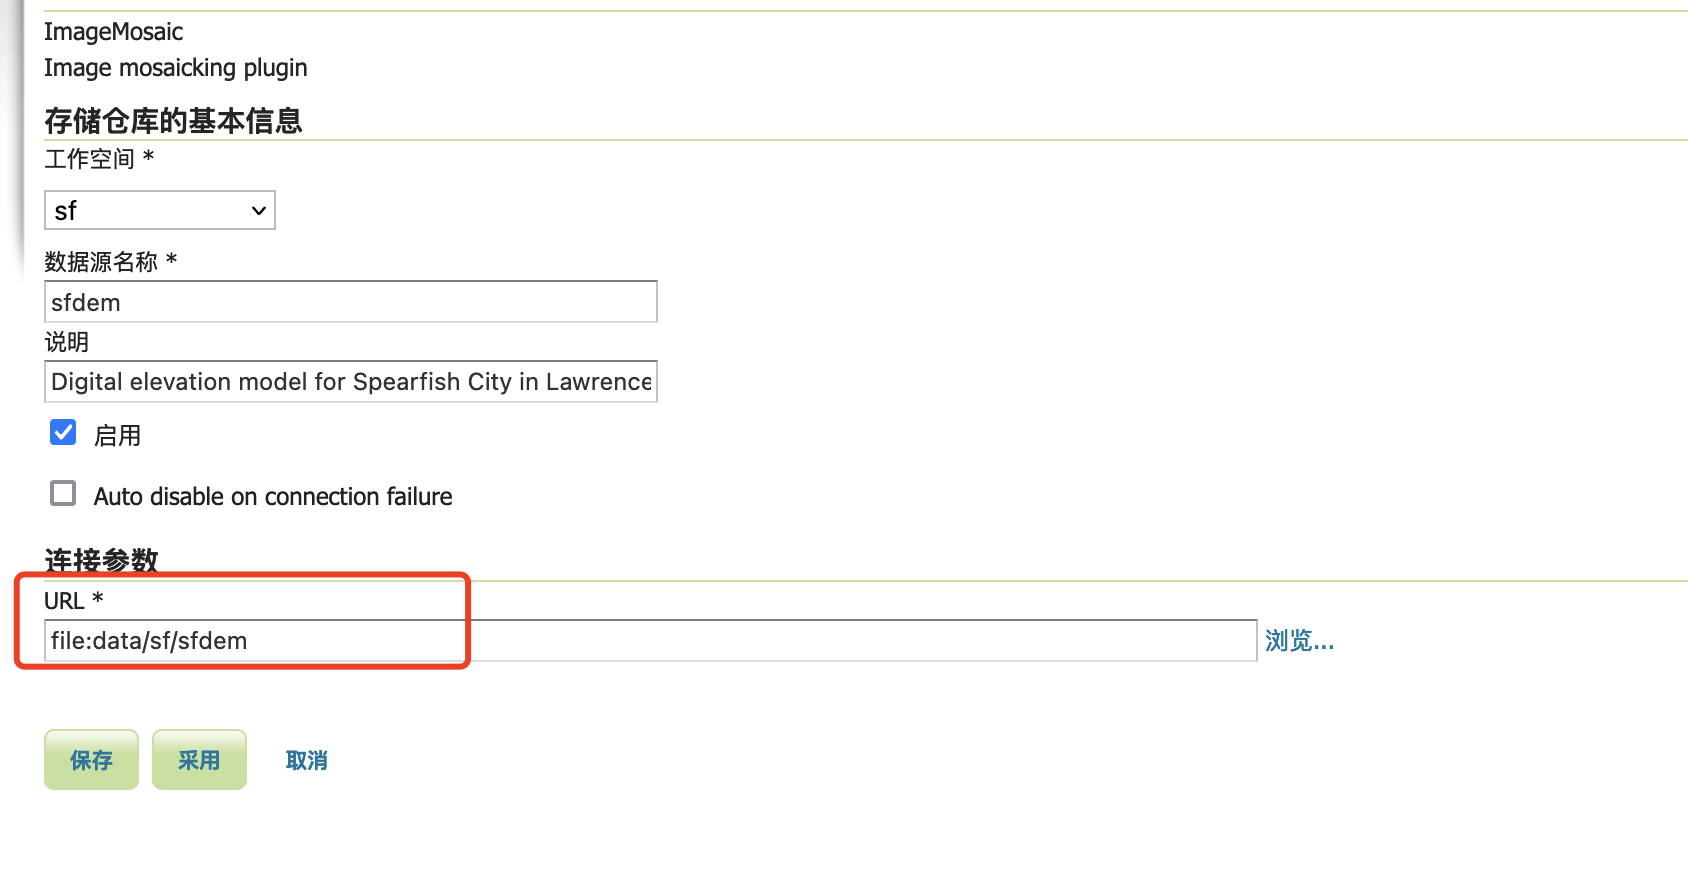 ImageMosaic
Image mosaicking plugin
存储仓库的基本信息
工作空间 *
sf
数据源名称 *
sfdem
说明
Digital elevation model for Spearfish City in Lawrence
启用
Auto disable on connection failure
连接参数
URL *
file:data/sf/sfdem 浏览...
保存 采用 取消